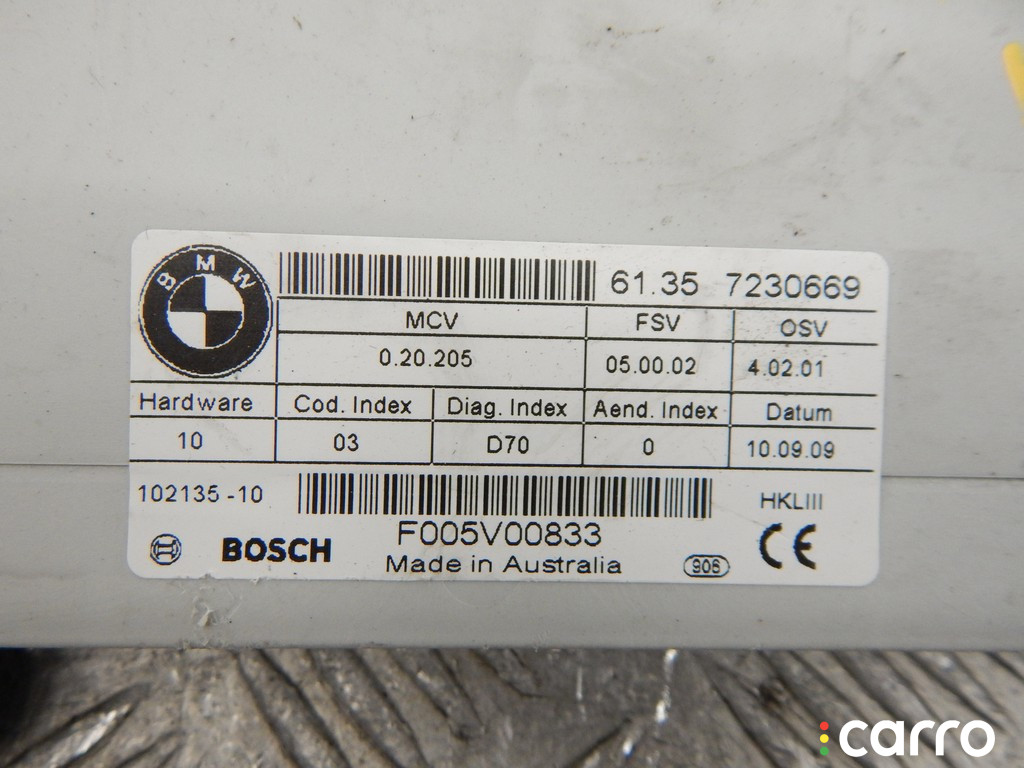 BMW
61.35 7230669
MCV FSV OSV
0.20.205 05.00.02 4.02.01
Hardware Cod. Index Diag. Index Aend. Index Datum
10 03 D70 0 10.09.09
102135-10 HKLIII
F005V00833
BOSCH Made in Australia 906 CE
carro